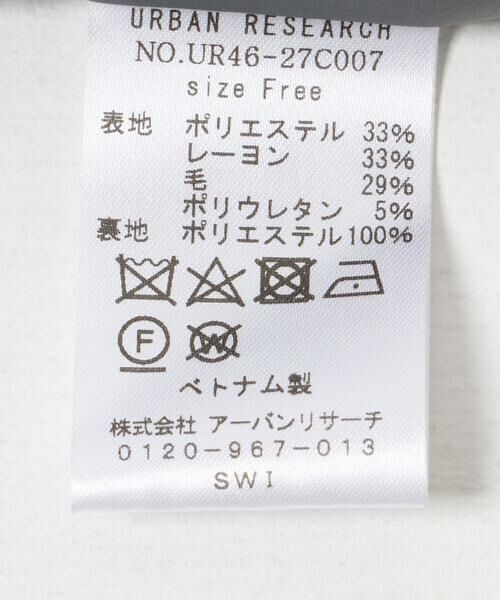 URBAN RESEARCH
NO.UR46-27C007
size Free
表地 ポリエステル 33%
レーヨン 33%
毛 29%
ポリウレタン 5%
裏地 ポリエステル100%
F W
ベトナム製
株式会社 アーバンリサーチ
0120-967-013
SWI